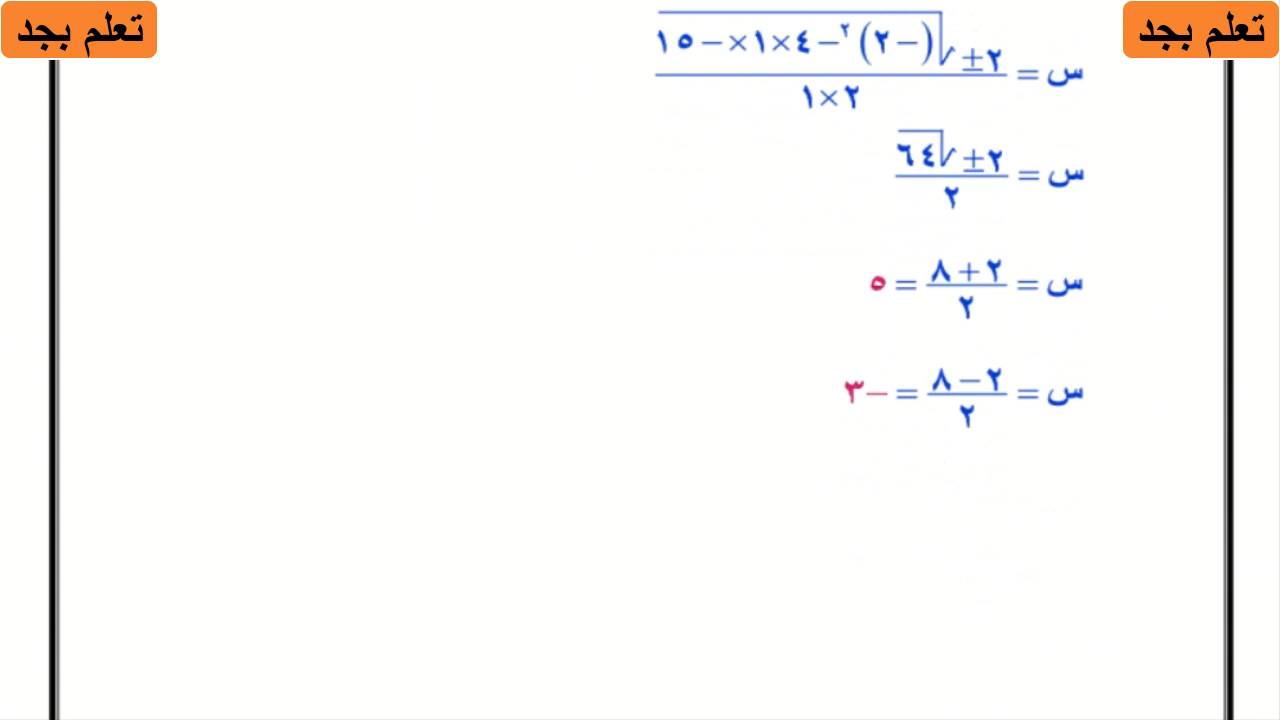 تعلم بجد
تعلم بجد
س = (٢ ± √((−٢)² − ٤×١×−١٥)) / (٢×١)
س = (٢ ± √٦٤) / ٢
س = (٢ + ٨) / ٢ = ٥
س = (٢ − ٨) / ٢ = −٣